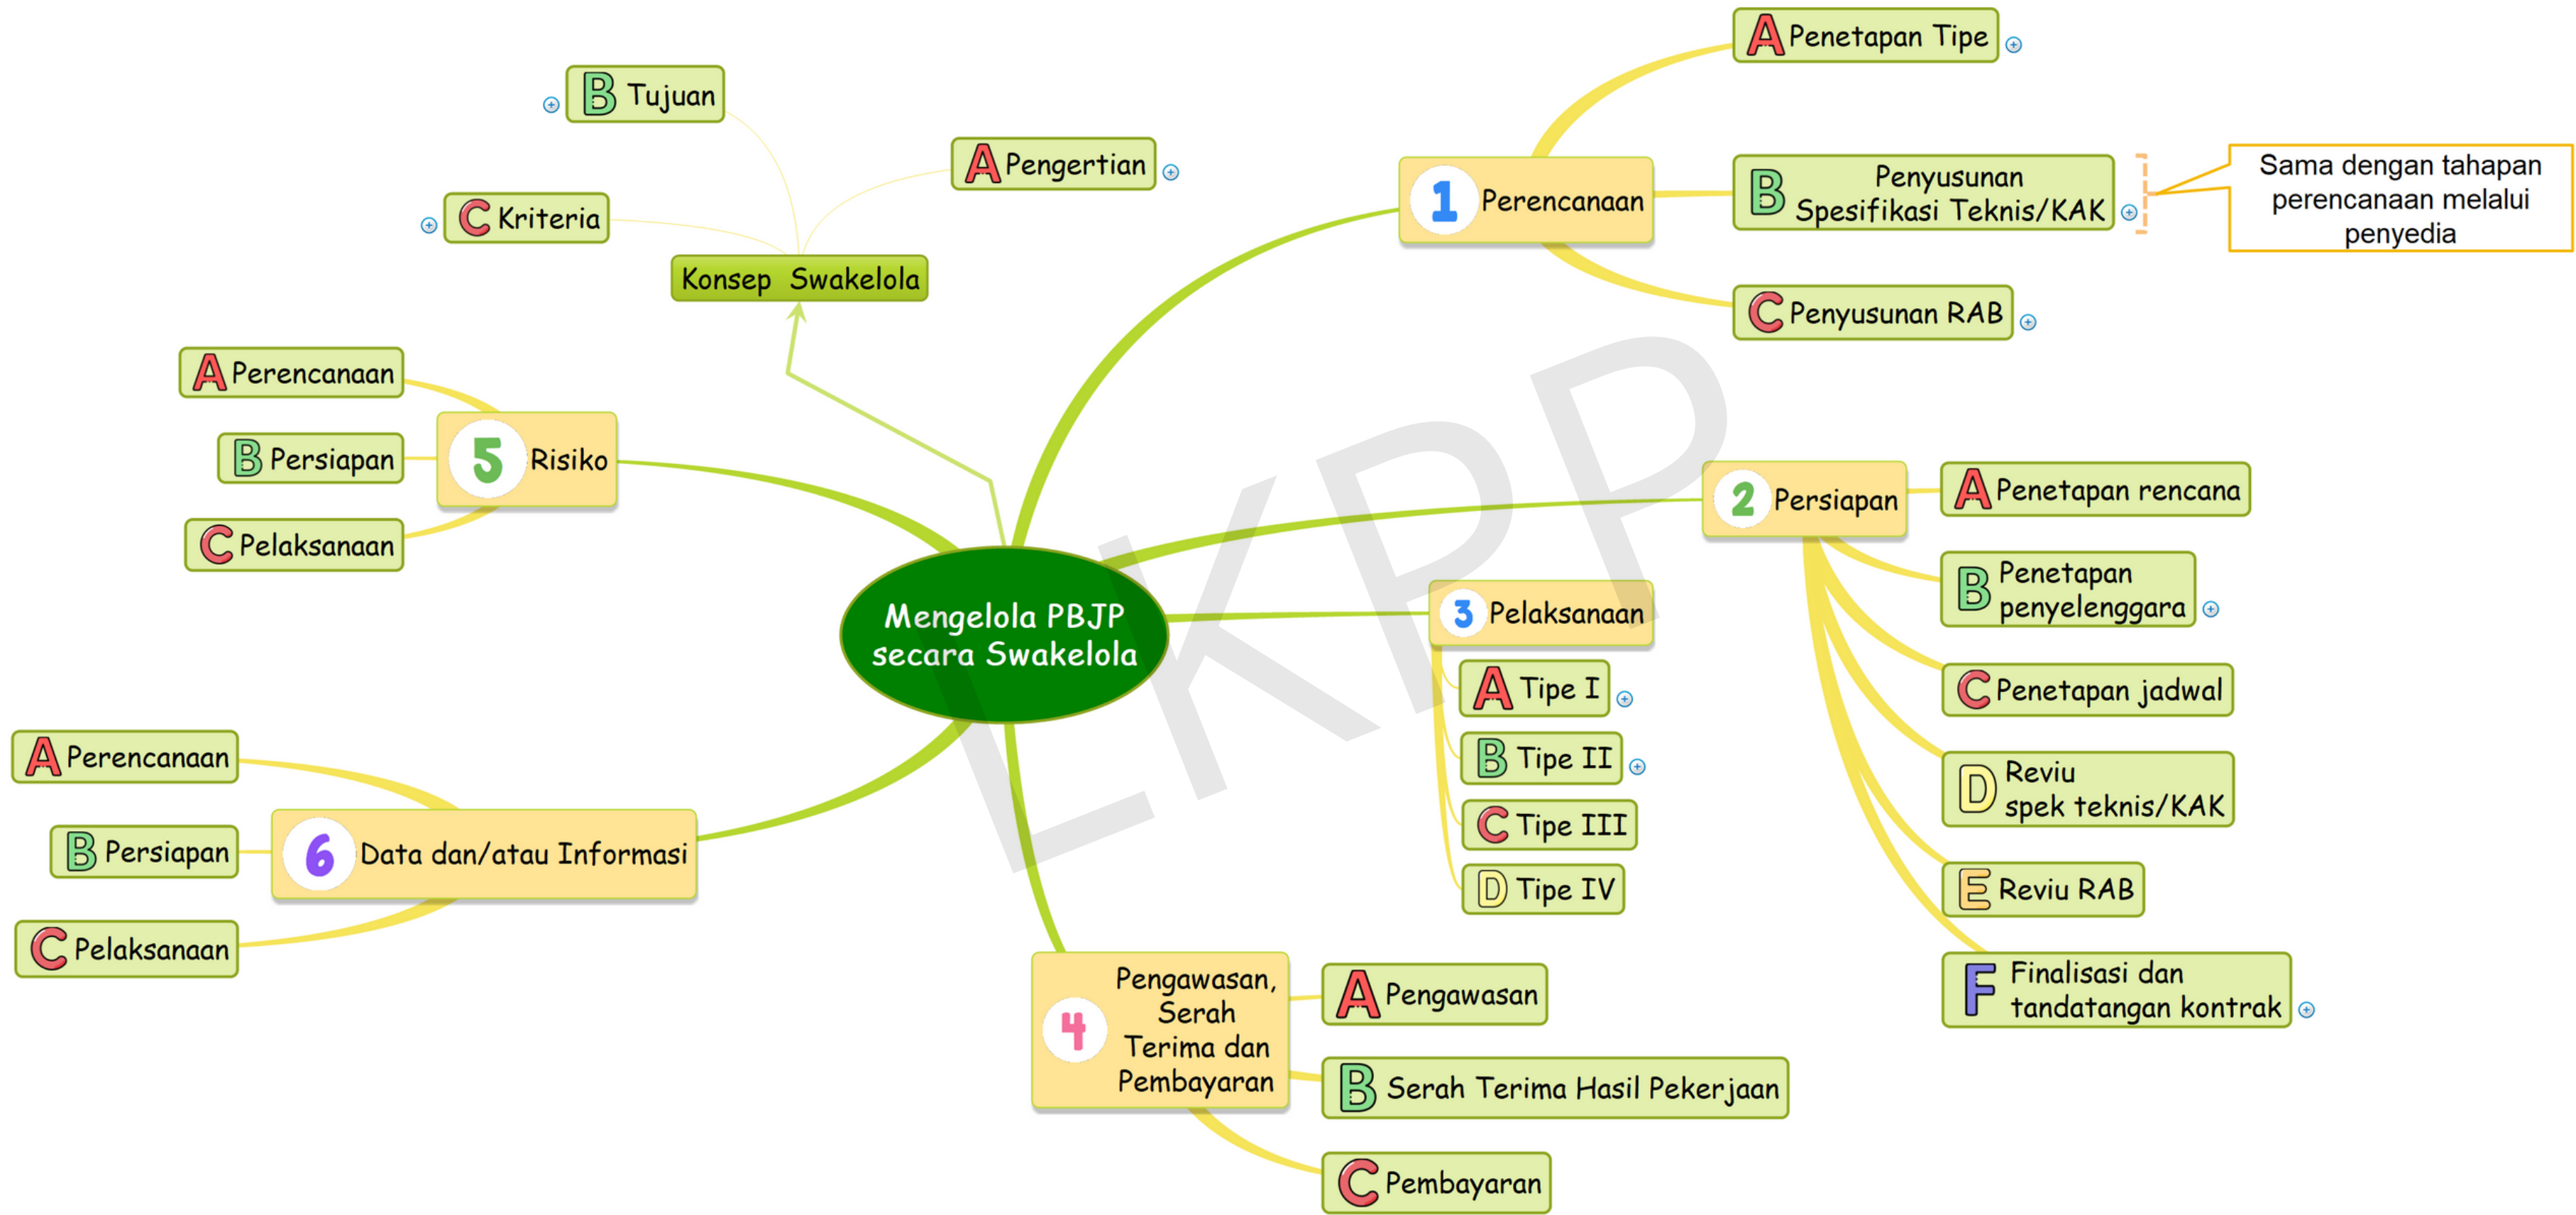 Mengelola PBJP
secara Swakelola
Konsep Swakelola
A Pengertian
B Tujuan
C Kriteria
1 Perencanaan
A Penetapan Tipe
B Penyusunan
Spesifikasi Teknis/KAK
Sama dengan tahapan
perencanaan melalui
penyedia
C Penyusunan RAB
2 Persiapan
A Penetapan rencana
B Penetapan
penyelenggara
C Penetapan jadwal
D Reviu
spek teknis/KAK
E Reviu RAB
F Finalisasi dan
tandatangan kontrak
3 Pelaksanaan
A Tipe I
B Tipe II
C Tipe III
D Tipe IV
4 Pengawasan,
Serah
Terima dan
Pembayaran
A Pengawasan
B Serah Terima Hasil Pekerjaan
C Pembayaran
5 Risiko
A Perencanaan
B Persiapan
C Pelaksanaan
6 Data dan/atau Informasi
A Perencanaan
B Persiapan
C Pelaksanaan
LKPP